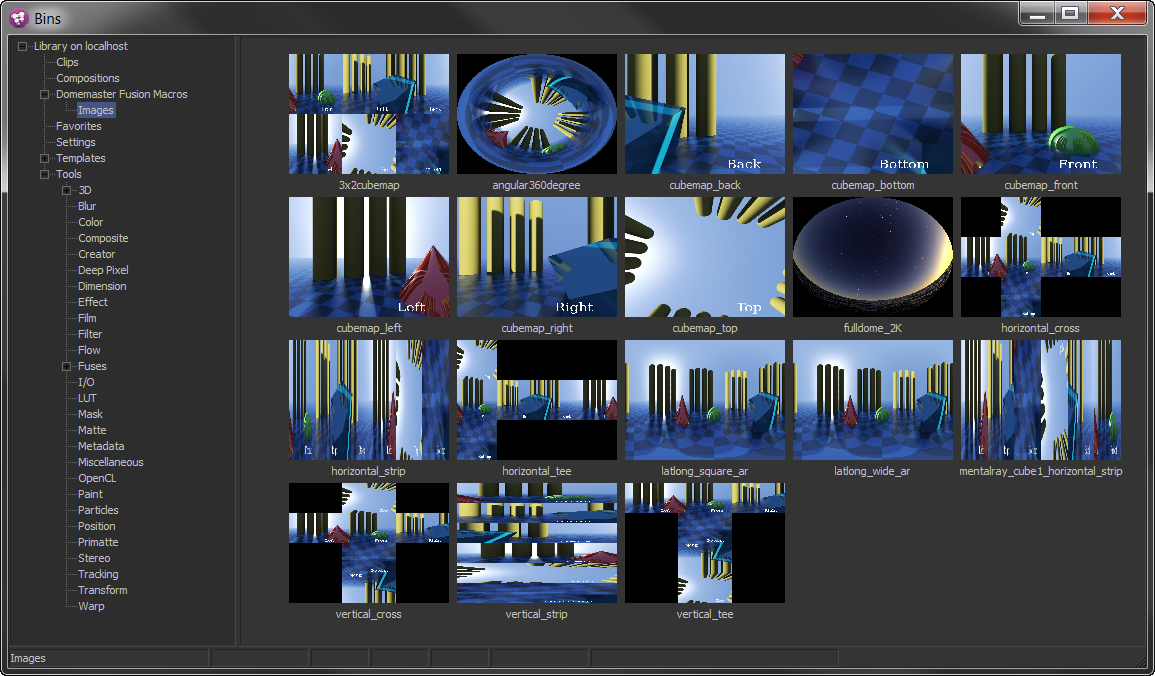 Bins
Library on localhost
Clips
Compositions
Domemaster Fusion Macros
Images
Favorites
Settings
Templates
Tools
3D
Blur
Color
Composite
Creator
Deep Pixel
Dimension
Effect
Film
Filter
Flow
Fuses
I/O
LUT
Mask
Matte
Metadata
Miscellaneous
OpenCL
Paint
Particles
Position
Primatte
Stereo
Tracking
Transform
Warp
Back
Bottom
Front
3x2cubemap
angular360degree
cubemap_back
cubemap_bottom
cubemap_front
Left
Right
Top
cubemap_left
cubemap_right
cubemap_top
fulldome_2K
horizontal_cross
horizontal_strip
horizontal_tee
latlong_square_ar
latlong_wide_ar
mentalray_cube1_horizontal_strip
vertical_cross
vertical_strip
vertical_tee
Images